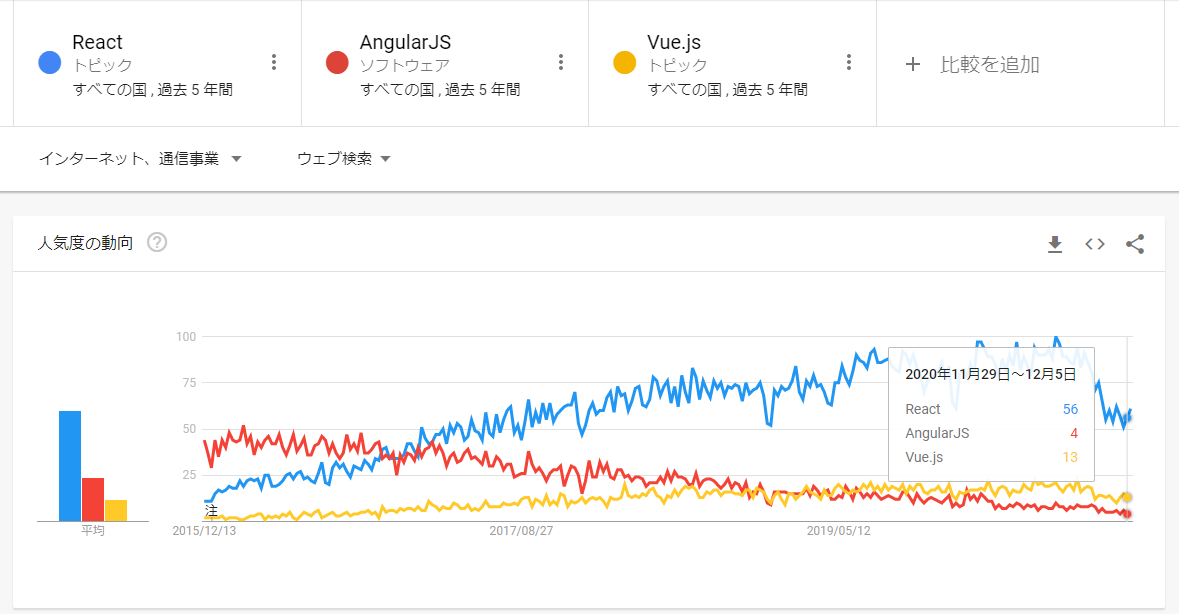 React
トピック
すべての国 , 過去 5 年間
AngularJS
ソフトウェア
すべての国 , 過去 5 年間
Vue.js
トピック
すべての国 , 過去 5 年間
+ 比較を追加
インターネット、通信事業
ウェブ検索
人気度の動向 ?
100
75
50
25
注
平均
2015/12/13
2017/08/27
2019/05/12
2020年11月29日～12月5日
React 56
AngularJS 4
Vue.js 13